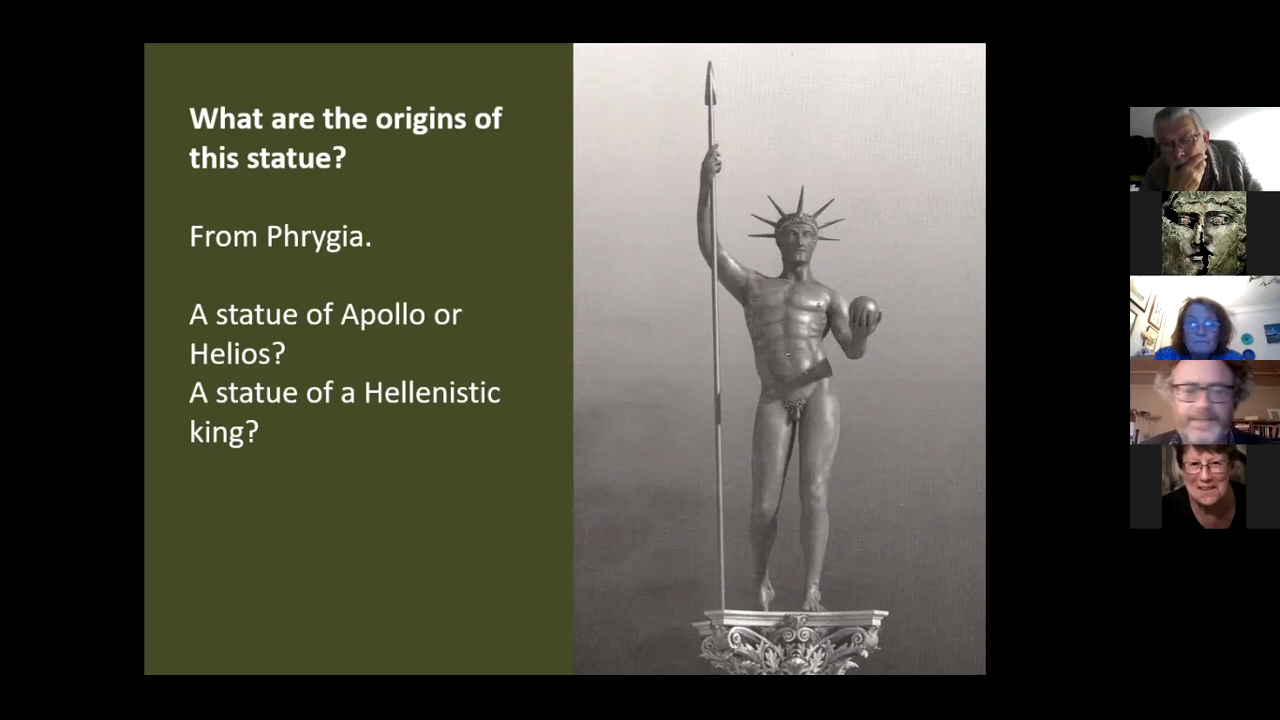 What are the origins of
this statue?
From Phrygia.
A statue of Apollo or
Helios?
A statue of a Hellenistic
king?